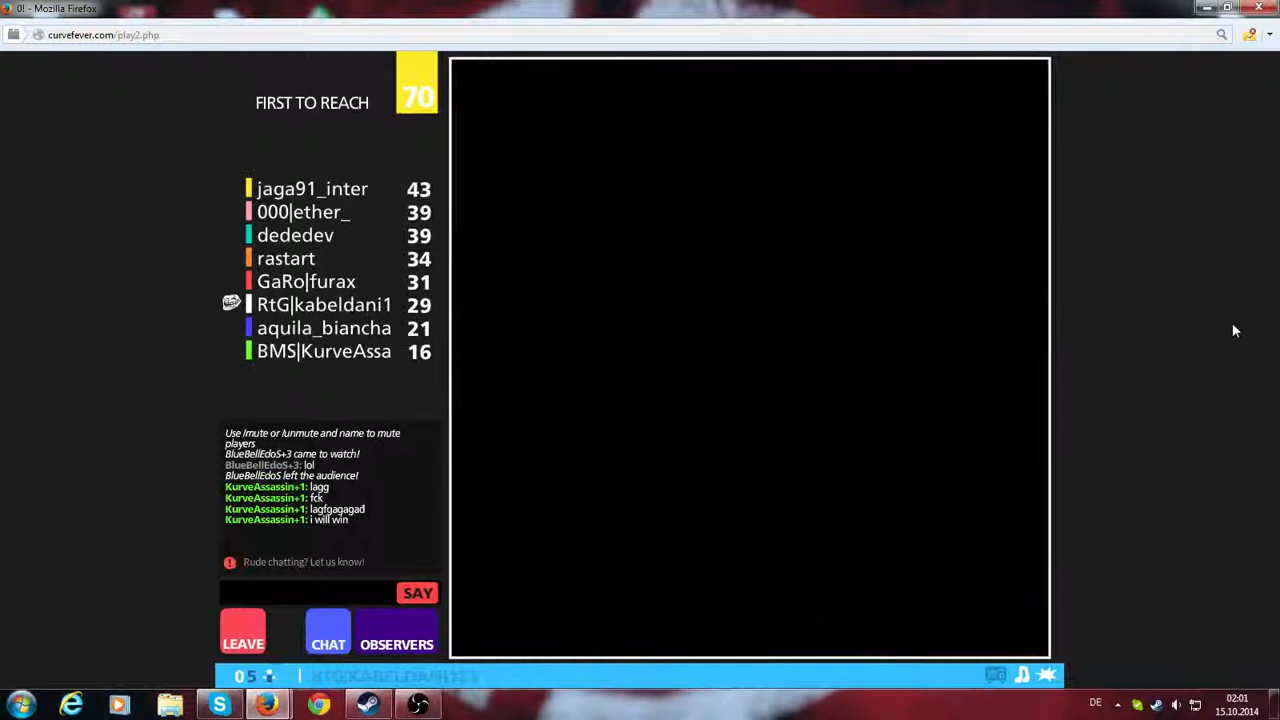 0! - Mozilla Firefox
curvefever.com/play2.php
FIRST TO REACH 70
jaga91_inter 43
000|ether_ 39
dededev 39
rastart 34
GaRo|furax 31
RtG|kabeldani1 29
aquila_biancha 21
BMS|KurveAssa 16
Use /mute or /unmute and name to mute
players
BlueBellEdoS+3 came to watch!
BlueBellEdoS+3: lol
BlueBellEdoS left the audience!
KurveAssassin+1: lagg
KurveAssassin+1: fck
KurveAssassin+1: lagfgagagad
KurveAssassin+1: i will win
Rude chatting? Let us know!
SAY
LEAVE CHAT OBSERVERS
05
DE 02:01
15.10.2014